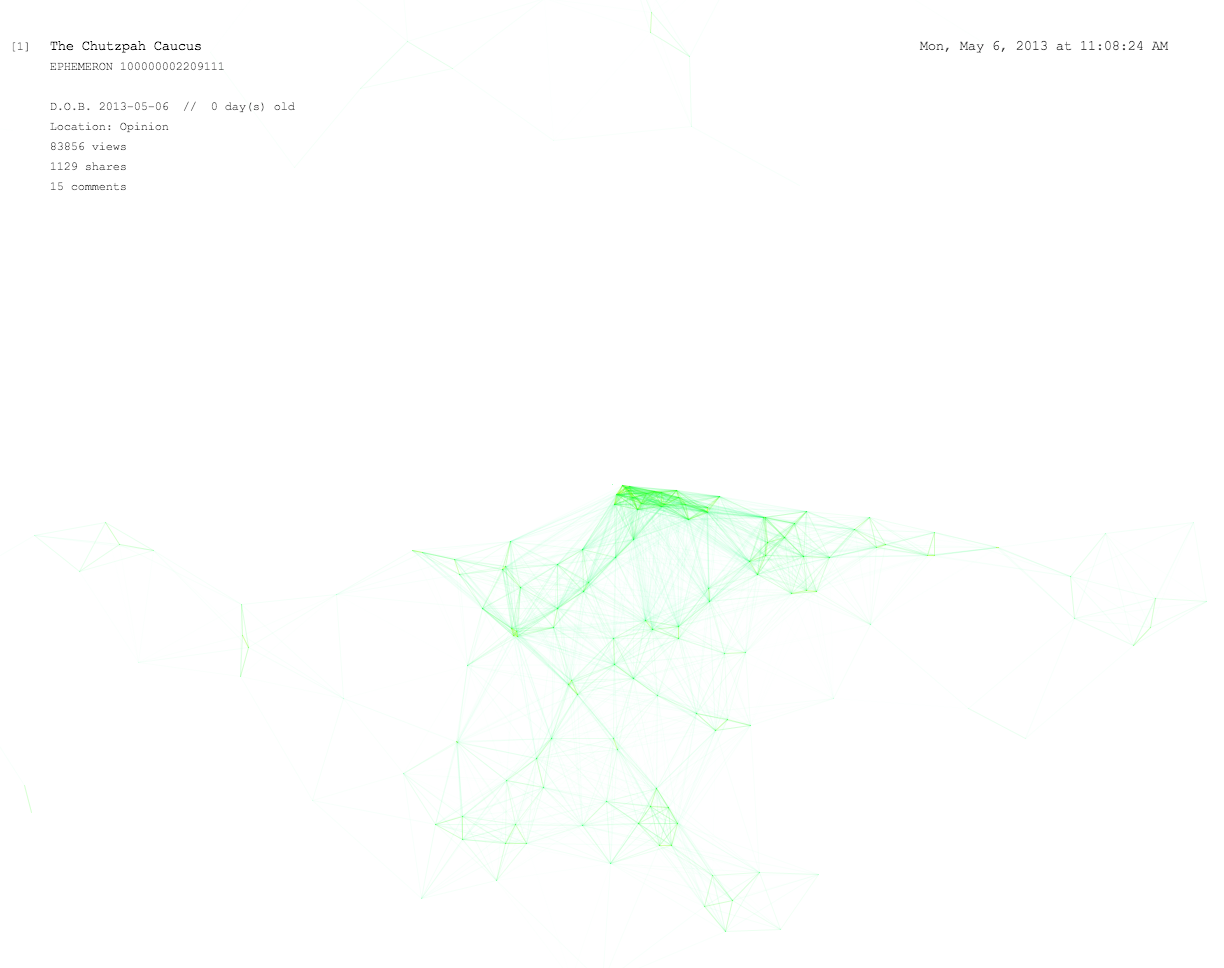 [1] The Chutzpah Caucus Mon, May 6, 2013 at 11:08:24 AM
EPHEMERON 100000002209111
D.O.B. 2013-05-06 // 0 day(s) old
Location: Opinion
83856 views
1129 shares
15 comments